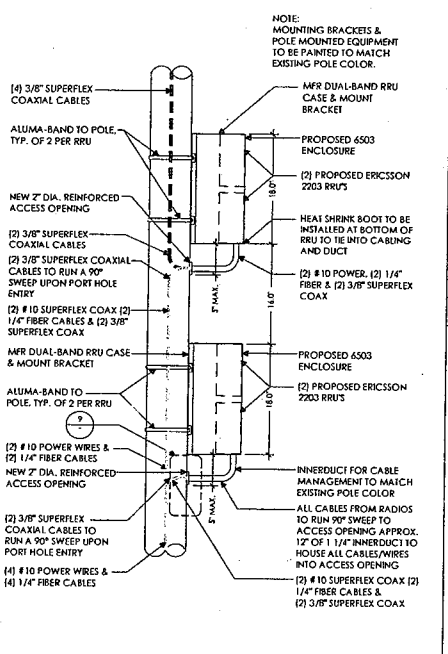 NOTE:
MOUNTING BRACKETS &
POLE MOUNTED EQUIPMENT
TO BE PAINTED TO MATCH
EXISTING POLE COLOR.
(4) 3/8" SUPERFLEX
COAXIAL CABLES
ALUMA-BAND TO POLE,
TYP. OF 2 PER RRU
NEW 2" DIA. REINFORCED
ACCESS OPENING
(2) 3/8" SUPERFLEX
COAXIAL CABLES
(2) 3/8" SUPERFLEX COAXIAL
CABLES TO RUN A 90°
SWEEP UPON PORT HOLE
ENTRY
(2) #10 SUPERFLEX COAX (2)
1/4" FIBER CABLES & (2) 3/8"
SUPERFLEX COAX
MFR DUAL-BAND RRU CASE
& MOUNT BRACKET
ALUMA-BAND TO
POLE, TYP. OF 2 PER RRU
9
-
(2) #10 POWER WIRES &
(2) 1/4" FIBER CABLES
NEW 2" DIA. REINFORCED
ACCESS OPENING
(2) 3/8" SUPERFLEX
COAXIAL CABLES TO
RUN A 90° SWEEP UPON
PORT HOLE ENTRY
(4) #10 POWER WIRES &
(4) 1/4" FIBER CABLES
MFR DUAL-BAND RRU
CASE & MOUNT
BRACKET
PROPOSED 6503
ENCLOSURE
(2) PROPOSED ERICSSON
2203 RRU'S
18.0"
HEAT SHRINK BOOT TO BE
INSTALLED AT BOTTOM OF
RRU TO TIE INTO CABLING
AND DUCT
(2) #10 POWER, (2) 1/4"
FIBER & (2) 3/8" SUPERFLEX
COAX
5" MAX.
16.0"
PROPOSED 6503
ENCLOSURE
(2) PROPOSED ERICSSON
2203 RRU'S
18.0"
INNERDUCT FOR CABLE
MANAGEMENT TO MATCH
EXISTING POLE COLOR
5" MAX.
ALL CABLES FROM RADIOS
TO RUN 90° SWEEP TO
ACCESS OPENING APPROX.
12" OF 1 1/4" INNERDUCT TO
HOUSE ALL CABLES/WIRES
INTO ACCESS OPENING
(2) #10 SUPERFLEX COAX (2)
1/4" FIBER CABLES &
(2) 3/8" SUPERFLEX COAX